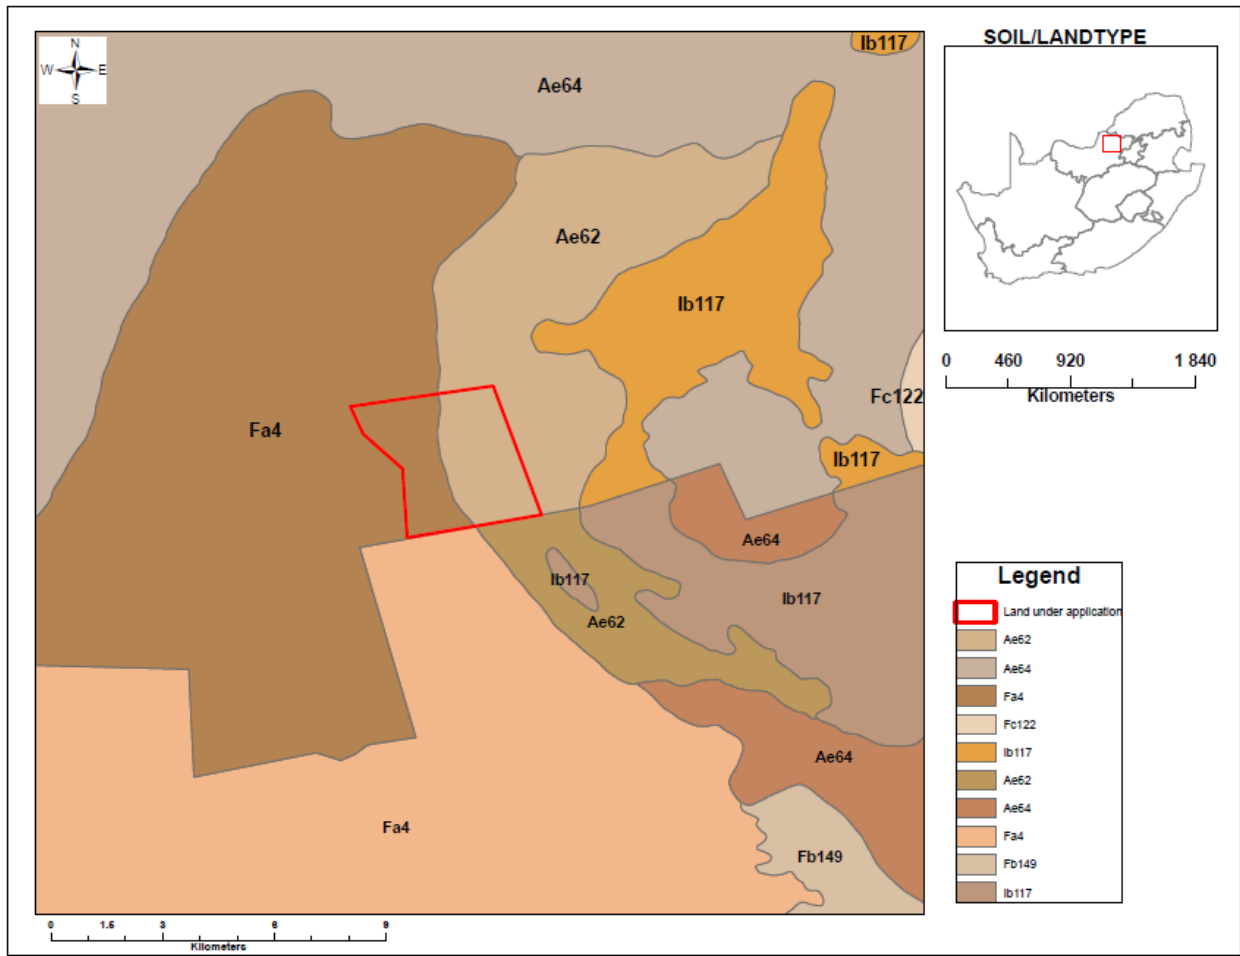 N
W E
S
Ib117
Ae64
Ae62
Ib117
Fc122
Fa4
Ib117
Ae64
Ib117
Ib117
Ae62
Ae64
Fa4
Fb149
0 1.5 3 6 9
Kilometers
SOIL/LANDTYPE
0 460 920 1 840
Kilometers
Legend
Land under application
Ae62
Ae64
Fa4
Fc122
Ib117
Ae62
Ae64
Fa4
Fb149
Ib117